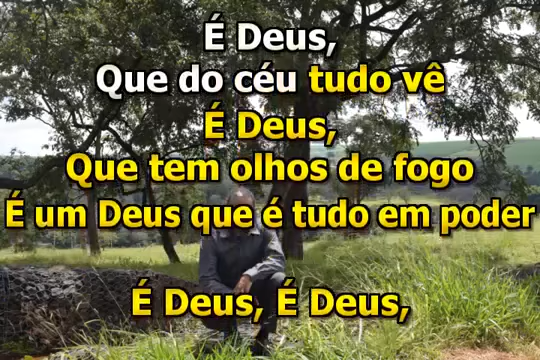 É Deus,
Que do céu tudo vê
É Deus,
Que tem olhos de fogo
É um Deus que é tudo em poder
É Deus, É Deus,